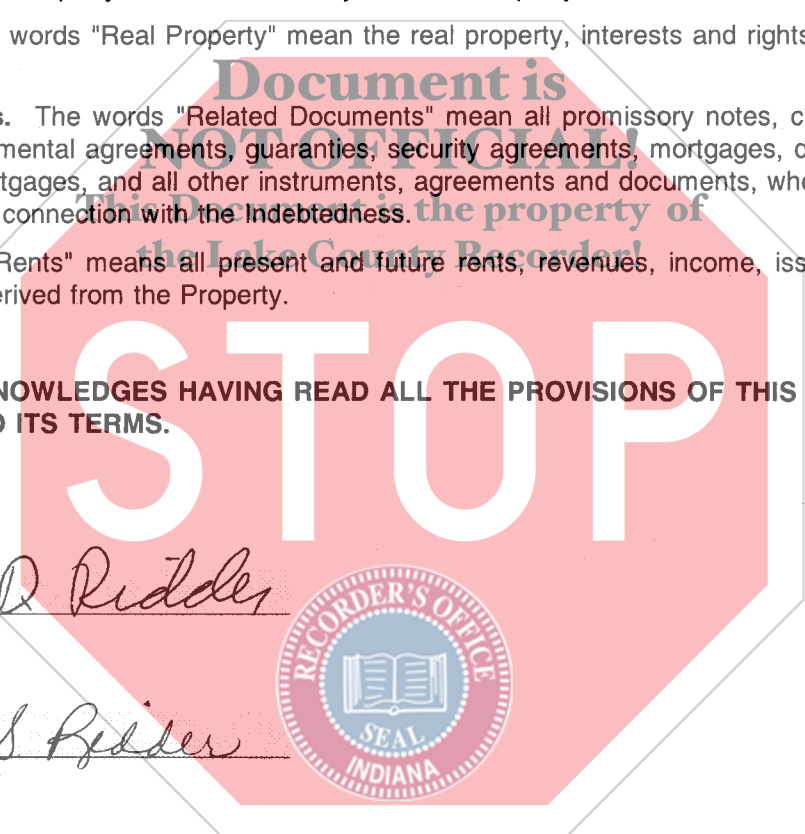 words "Real Property" mean the real property, interests and rights
Document is
s. The words "Related Documents" mean all promissory notes, c
NOT OFFICIAL!
mental agreements, guaranties, security agreements, mortgages, d
tgages, and all other instruments, agreements and documents, whe
This Document is the property of
connection with the Indebtedness.
the Lake County Recorder!
Rents" means all present and future rents, revenues, income, iss
erived from the Property.
STOP
NOWLEDGES HAVING READ ALL THE PROVISIONS OF THIS
D ITS TERMS.
D Ridder
RECORDER'S OFFICE
SEAL
INDIANA
S Redder